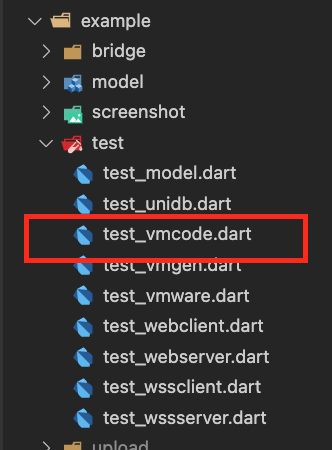 example
bridge
model
screenshot
test
test_model.dart
test_unidb.dart
test_vmcode.dart
test_vmgen.dart
test_vmware.dart
test_webclient.dart
test_webserver.dart
test_wssclient.dart
test_wssserver.dart
upload